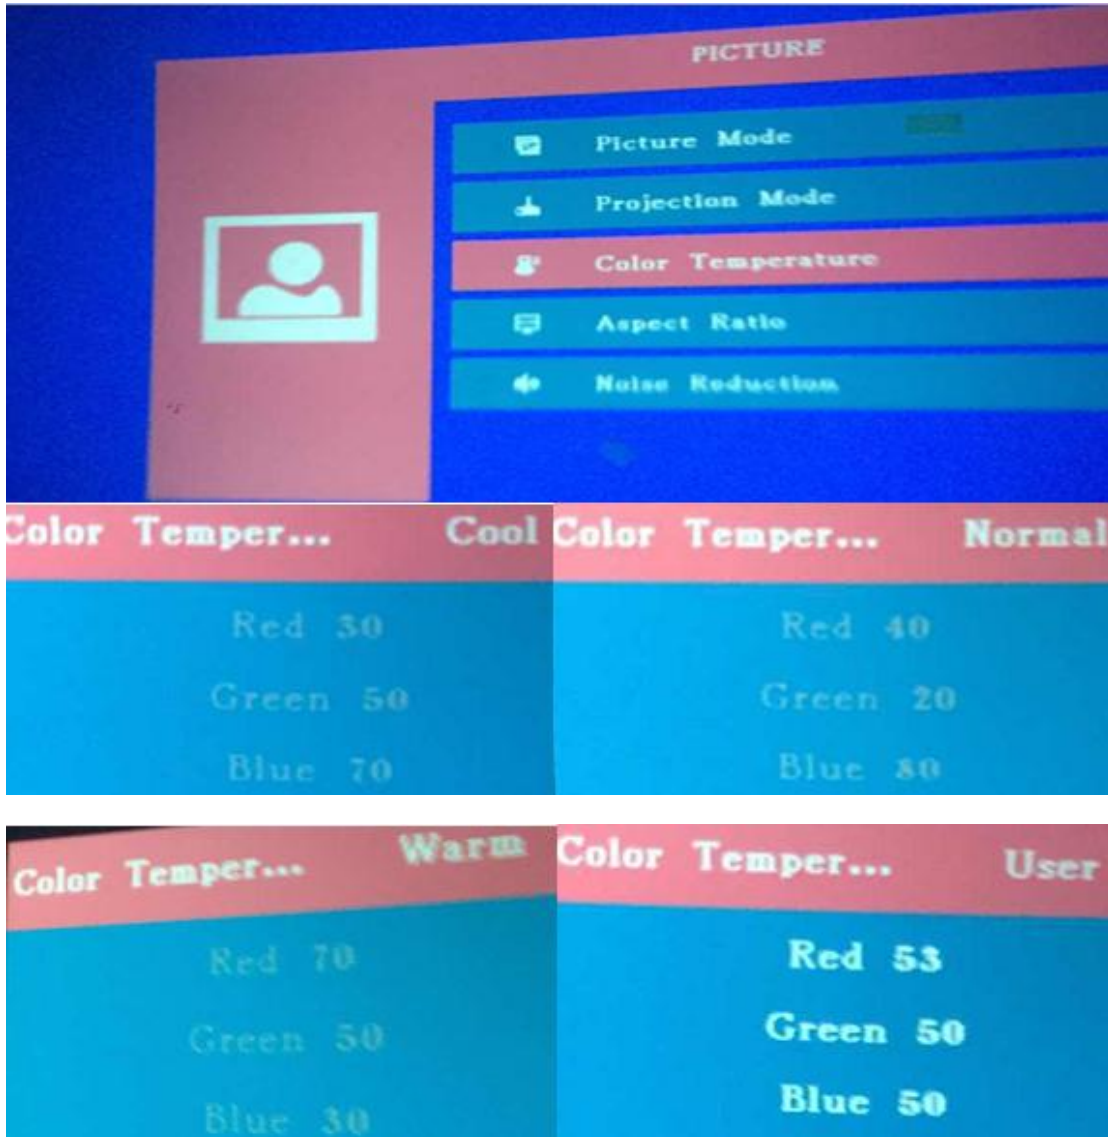 PICTURE
Picture Mode
Projection Mode
Color Temperature
Aspect Ratio
Noise Reduction
Color Temper... Cool
Red 30
Green 50
Blue 70
Color Temper... Normal
Red 40
Green 20
Blue 80
Color Temper... Warm
Red 70
Green 50
Blue 30
Color Temper... User
Red 53
Green 50
Blue 50